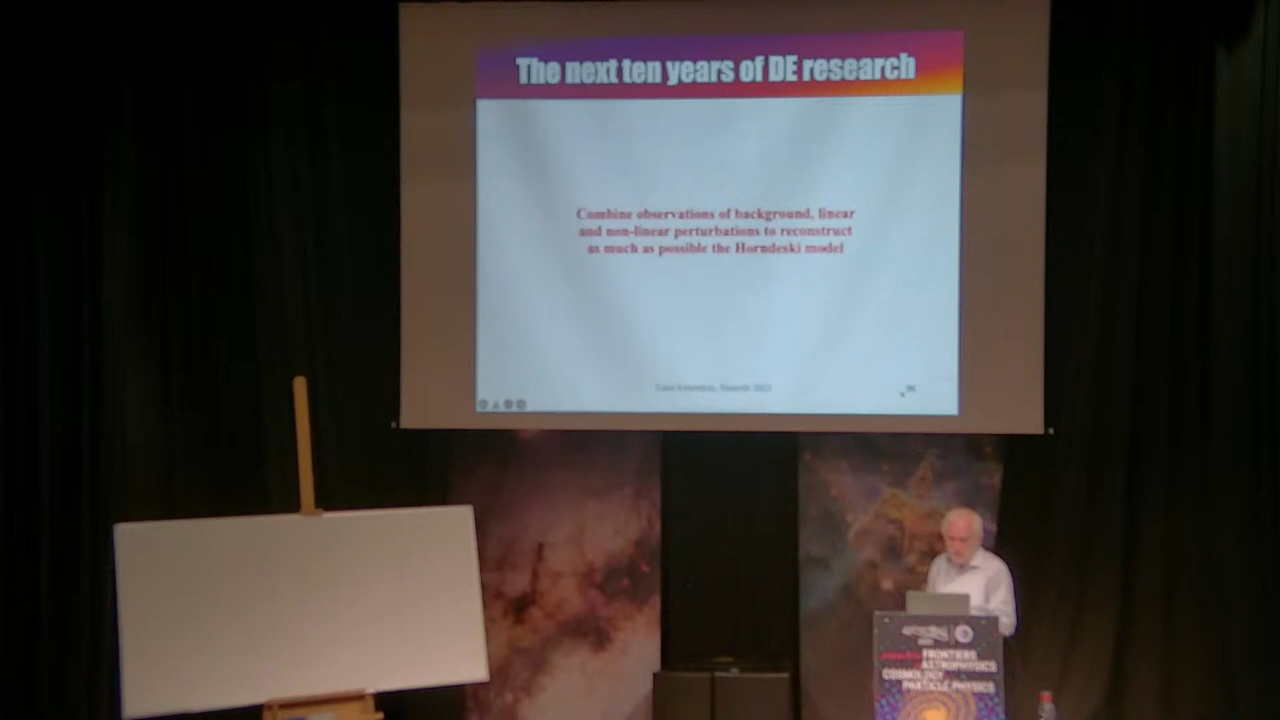 The next ten years of DE research
Combine observations of background, linear
and non-linear perturbations to reconstruct
as much as possible the Horndeski model
FRONTIERS
ASTROPHYSICS
COSMOLOGY
PARTICLE PHYSICS